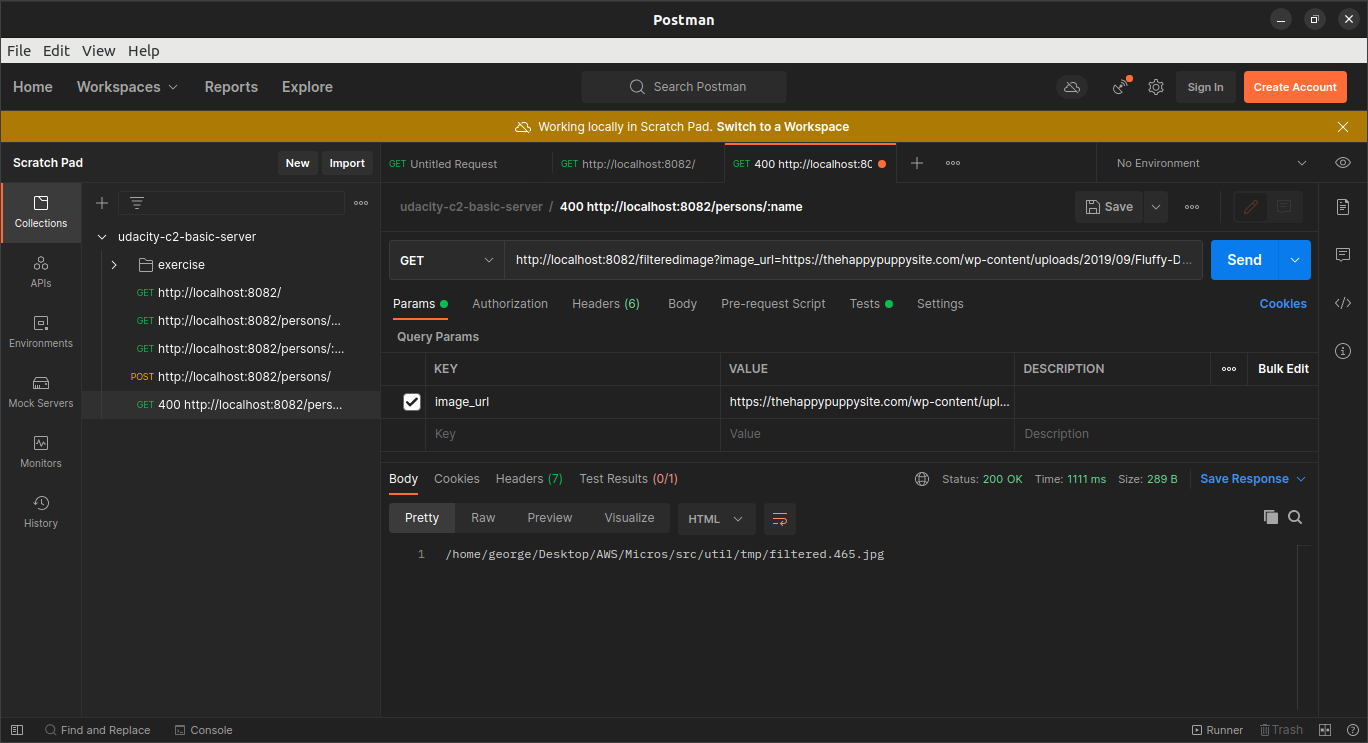 Postman
File Edit View Help
Home Workspaces Reports Explore Search Postman Sign In Create Account
Working locally in Scratch Pad. Switch to a Workspace
Scratch Pad New Import GET Untitled Request GET http://localhost:8082/ GET 400 http://localhost:80 No Environment
udacity-c2-basic-server / 400 http://localhost:8082/persons/:name Save
Collections
APIs
Environments
Mock Servers
Monitors
History
udacity-c2-basic-server
exercise
GET http://localhost:8082/
GET http://localhost:8082/persons/...
GET http://localhost:8082/persons/:...
POST http://localhost:8082/persons/
GET 400 http://localhost:8082/pers...
GET http://localhost:8082/filteredimage?image_url=https://thehappypuppysite.com/wp-content/uploads/2019/09/Fluffy-D... Send
Params Authorization Headers (6) Body Pre-request Script Tests Settings Cookies
Query Params
KEY VALUE DESCRIPTION Bulk Edit
image_url https://thehappypuppysite.com/wp-content/upl...
Key Value Description
Body Cookies Headers (7) Test Results (0/1) Status: 200 OK Time: 1111 ms Size: 289 B Save Response
Pretty Raw Preview Visualize HTML
1 /home/george/Desktop/AWS/Micros/src/util/tmp/filtered.465.jpg
Find and Replace Console Runner Trash